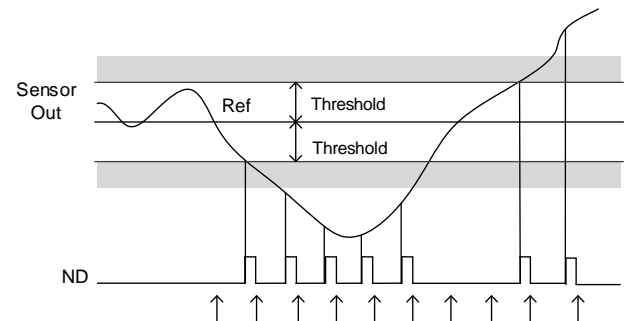 Sensor
Out
Ref
Threshold
Threshold
ND